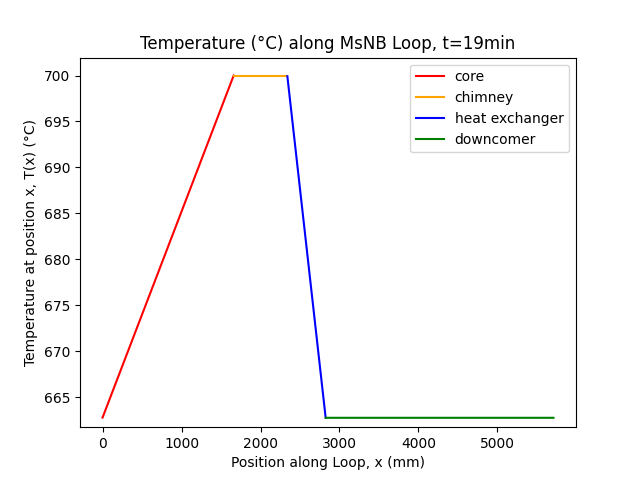 Temperature (°C) along MsNB Loop, t=19min
Temperature at position x, T(x) (°C)
700
695
690
685
680
675
670
665
core
chimney
heat exchanger
downcomer
0 1000 2000 3000 4000 5000
Position along Loop, x (mm)